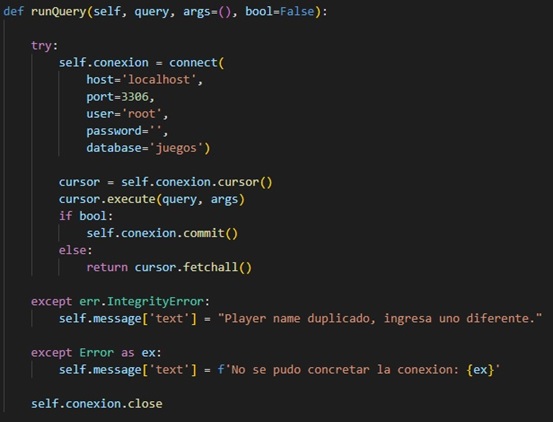 def runQuery(self, query, args=(), bool=False):
try:
self.conexion = connect(
host='localhost',
port=3306,
user='root',
password='',
database='juegos')
cursor = self.conexion.cursor()
cursor.execute(query, args)
if bool:
self.conexion.commit()
else:
return cursor.fetchall()
except err.IntegrityError:
self.message['text'] = "Player name duplicado, ingresa uno diferente."
except Error as ex:
self.message['text'] = f'No se pudo concretar la conexion: {ex}'
self.conexion.close